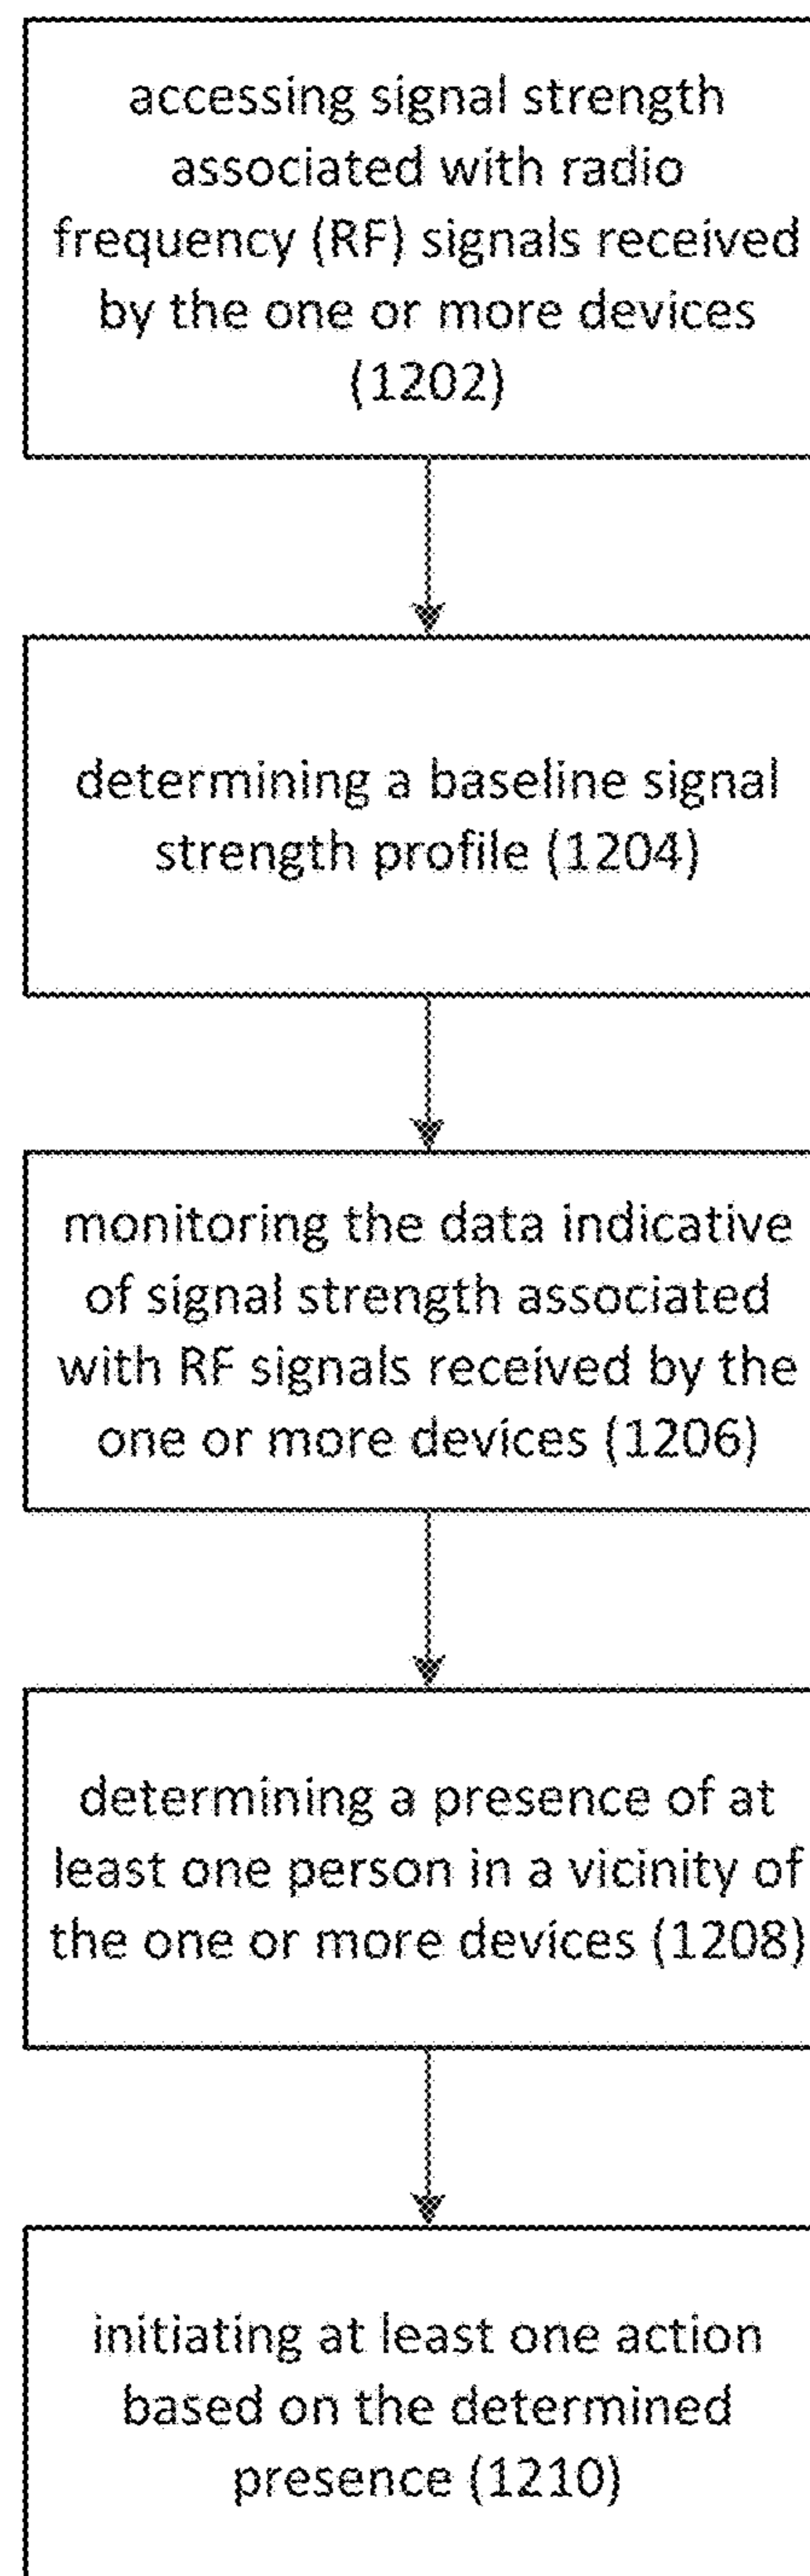 accessing signal strength
associated with radio
frequency (RF) signals received
by the one or more devices
(1202)
determining a baseline signal
strength profile (1204)
monitoring the data indicative
of signal strength associated
with RF signals received by the
one or more devices (1206)
determining a presence of at
least one person in a vicinity of
the one or more devices (1208)
initiating at least one action
based on the determined
presence (1210)